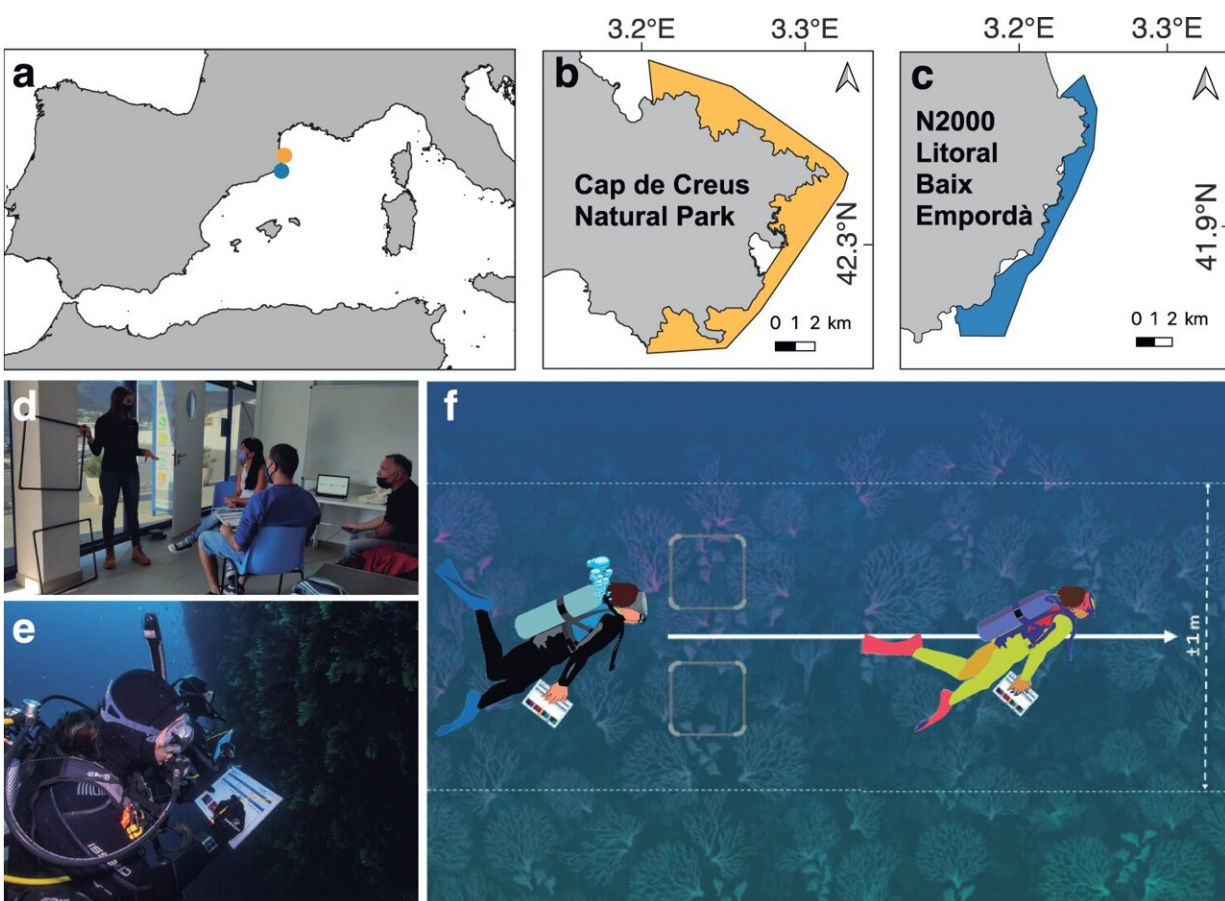 a
b
3.2°E
3.3°E
Cap de Creus
Natural Park
42.3°N
0 1 2 km
c
3.2°E
3.3°E
N2000
Litoral
Baix
Empordà
41.9°N
0 1 2 km
d
e
CRESSI
f
±1 m